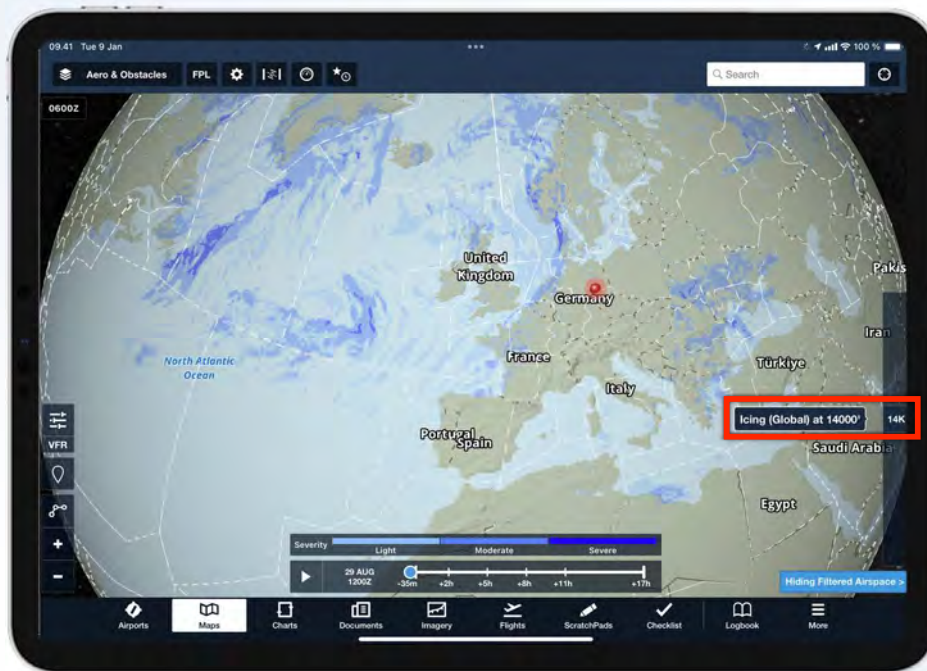 09.41 Tue 9 Jan
100 %
Aero & Obstacles
FPL
Search
0600Z
United
Kingdom
Germany
Pakis
Iran
France
North Atlantic
Ocean
Türkiye
Italy
Icing (Global) at 14000'
14K
VFR
Portugal
Spain
Saudi Arabia
Egypt
Severity
Light
Moderate
Severe
29 AUG
1200Z
-35m
+2h
+5h
+8h
+11h
+17h
Hiding Filtered Airspace >
Airports
Maps
Charts
Documents
Imagery
Flights
ScratchPads
Checklist
Logbook
More